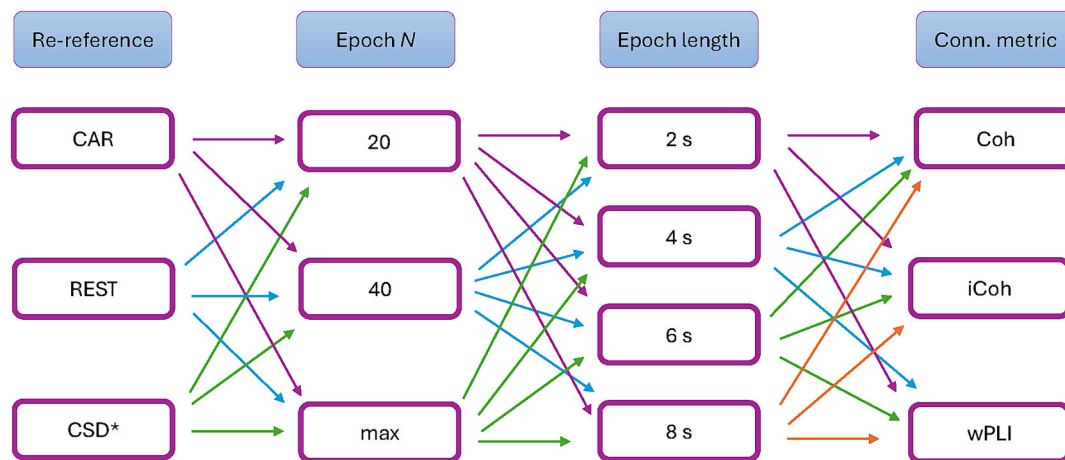 Re-reference
Epoch N
Epoch length
Conn. metric
CAR
20
2 s
Coh
4 s
REST
40
iCoh
6 s
CSD*
max
8 s
wPLI